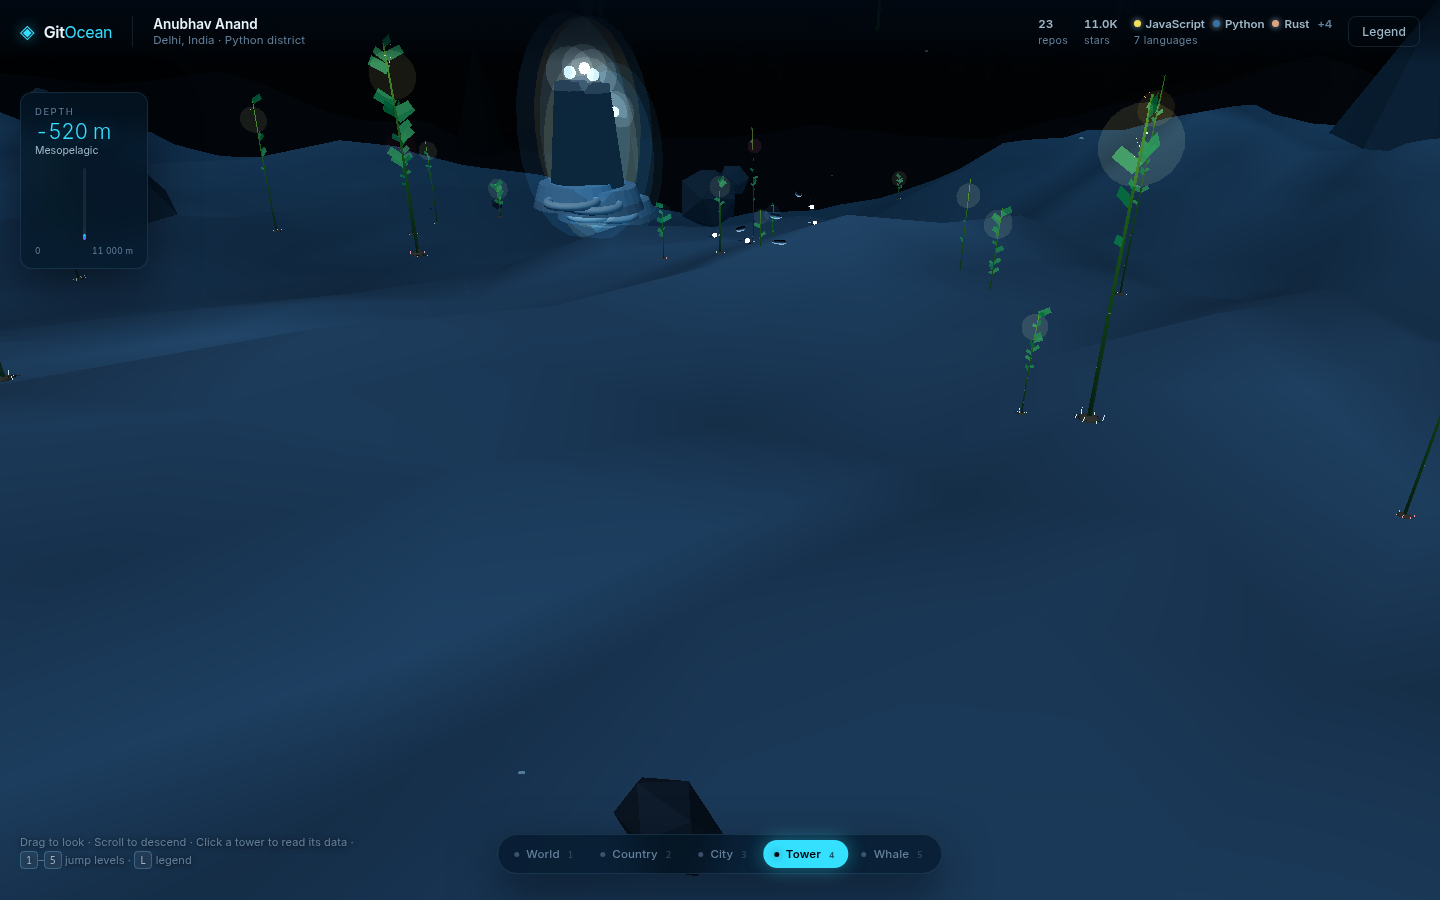 GitOcean
Anubhav Anand
Delhi, India · Python district
23
repos
11.0K
stars
JavaScript Python Rust +4
7 languages
Legend
DEPTH
-520 m
Mesopelagic
0 11 000 m
Drag to look · Scroll to descend · Click a tower to read its data ·
1–5 jump levels · L legend
World 1 Country 2 City 3 Tower 4 Whale 5